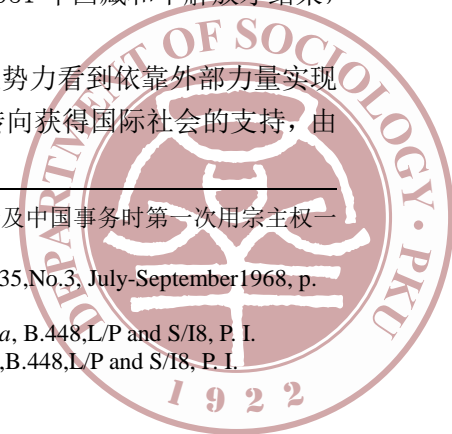 势力看到依靠外部力量实现
转向获得国际社会的支持，由
及中国事务时第一次用宗主权一
35,No.3, July-September1968, p.
a, B.448,L/P and S/I8, P. I.
,B.448,L/P and S/I8, P. I.
DEPARTMENT OF SOCIOLOGY · PKU
1922